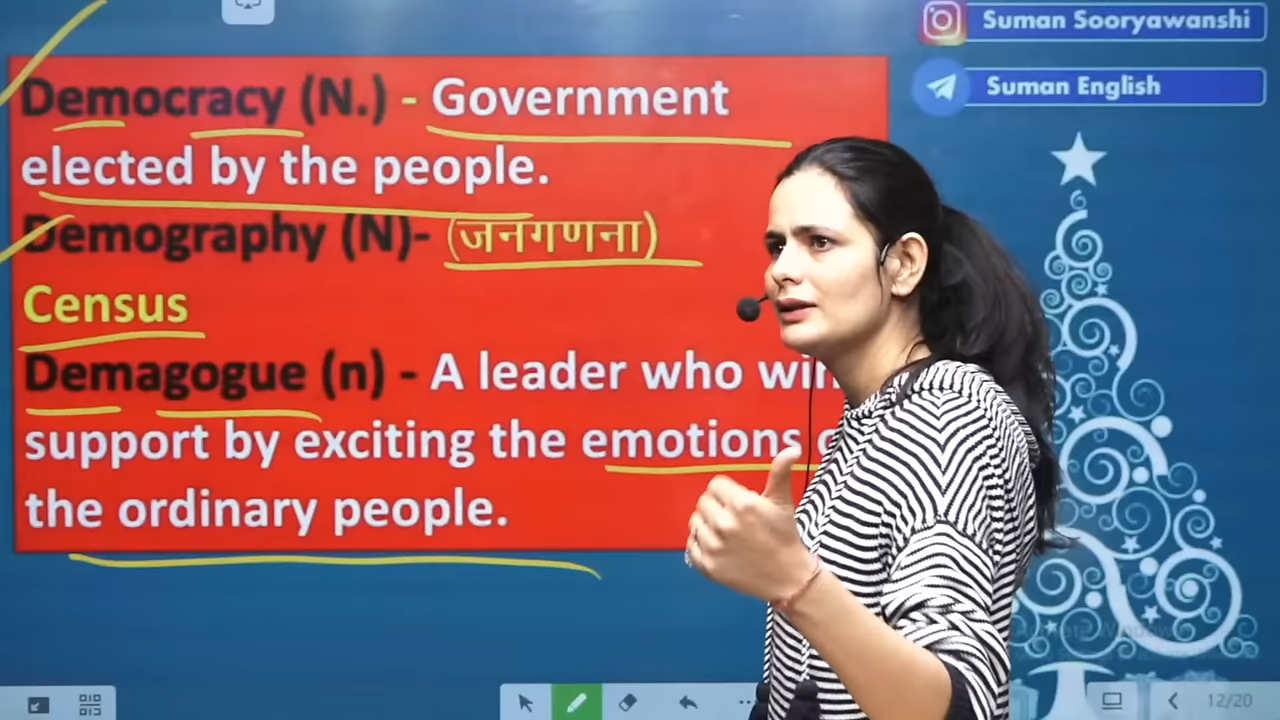 Suman Sooryawanshi
Suman English
Democracy (N.) - Government
elected by the people.
Demography (N)- (जनगणना)
Census
Demagogue (n) - A leader who
support by exciting the emotions
the ordinary people.
12/20